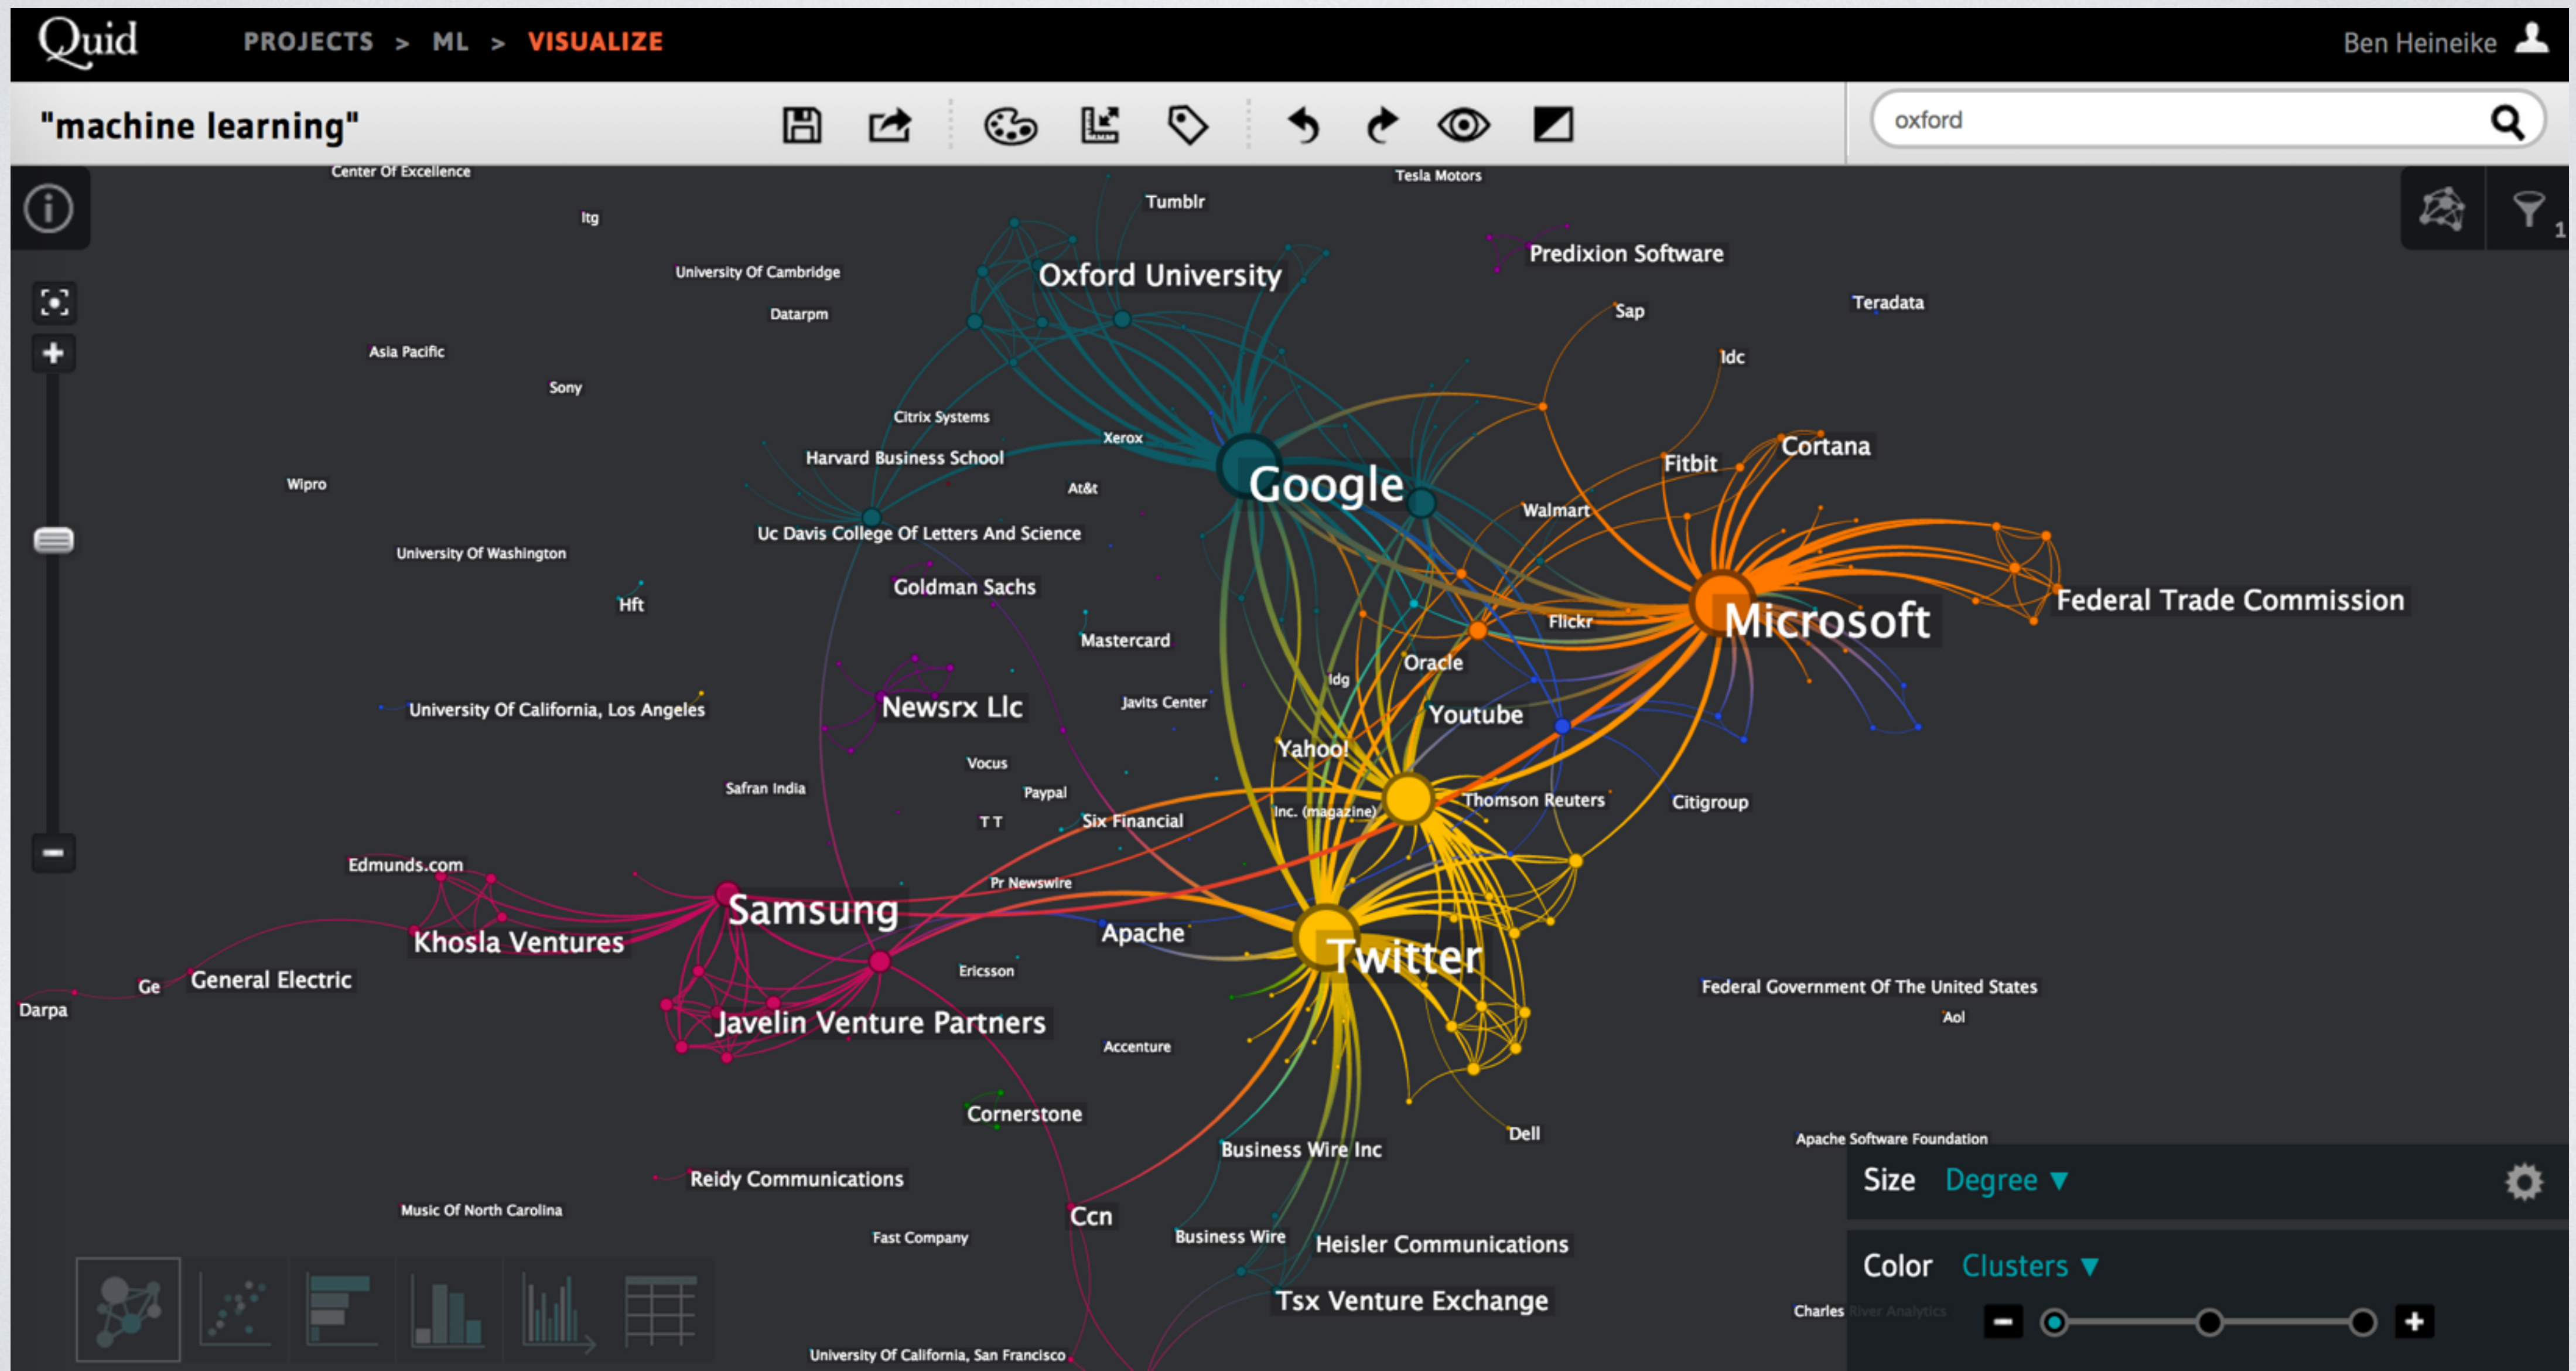 Quid
PROJECTS > ML > VISUALIZE
Ben Heineike
"machine learning"
oxford
Center Of Excellence
Tesla Motors
Tumblr
Itg
1
Predixion Software
University Of Cambridge
Oxford University
Teradata
Datarpm
Sap
Asia Pacific
Idc
Sony
Citrix Systems
Xerox
Cortana
Harvard Business School
Fitbit
Wipro
At&t
Google
Walmart
Uc Davis College Of Letters And Science
University Of Washington
Goldman Sachs
Hft
Federal Trade Commission
Flickr
Microsoft
Mastercard
Oracle
Idg
University Of California, Los Angeles
Newsrx Llc
Javits Center
Youtube
Yahoo!
Vocus
Safran India
Paypal
Thomson Reuters
Citigroup
Inc. (magazine)
T T
Six Financial
Edmunds.com
Pr Newswire
Samsung
Apache
Khosla Ventures
Twitter
Ericsson
General Electric
Ge
Federal Government Of The United States
Darpa
Aol
Javelin Venture Partners
Accenture
Cornerstone
Dell
Apache Software Foundation
Business Wire Inc
Reidy Communications
Size Degree ▼
Music Of North Carolina
Ccn
Fast Company
Business Wire
Heisler Communications
Color Clusters ▼
Tsx Venture Exchange
Charles River Analytics
University Of California, San Francisco